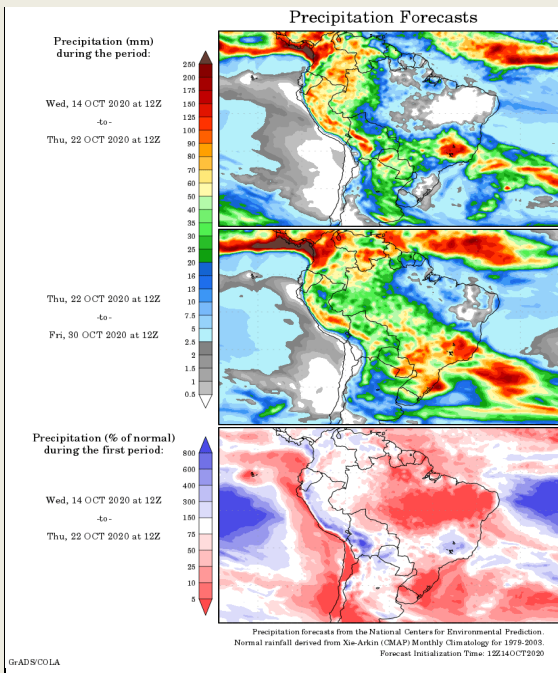 Precipitation Forecasts
Precipitation (mm)
during the period:
Wed, 14 OCT 2020 at 12Z
-to-
Thu, 22 OCT 2020 at 12Z
250
200
175
150
125
100
90
80
70
60
50
40
35
30
25
20
16
13
10
7.5
5
2.5
2
1.5
1
0.5
Thu, 22 OCT 2020 at 12Z
-to-
Fri, 30 OCT 2020 at 12Z
Precipitation (% of normal)
during the first period:
Wed, 14 OCT 2020 at 12Z
-to-
Thu, 22 OCT 2020 at 12Z
800
600
400
300
150
75
50
25
10
5
Precipitation forecasts from the National Centers for Environmental Prediction.
Normal rainfall derived from Xie-Arkin (CMAP) Monthly Climatology for 1979-2003.
Forecast Initialization Time: 12Z14OCT2020
GrADS/COLA